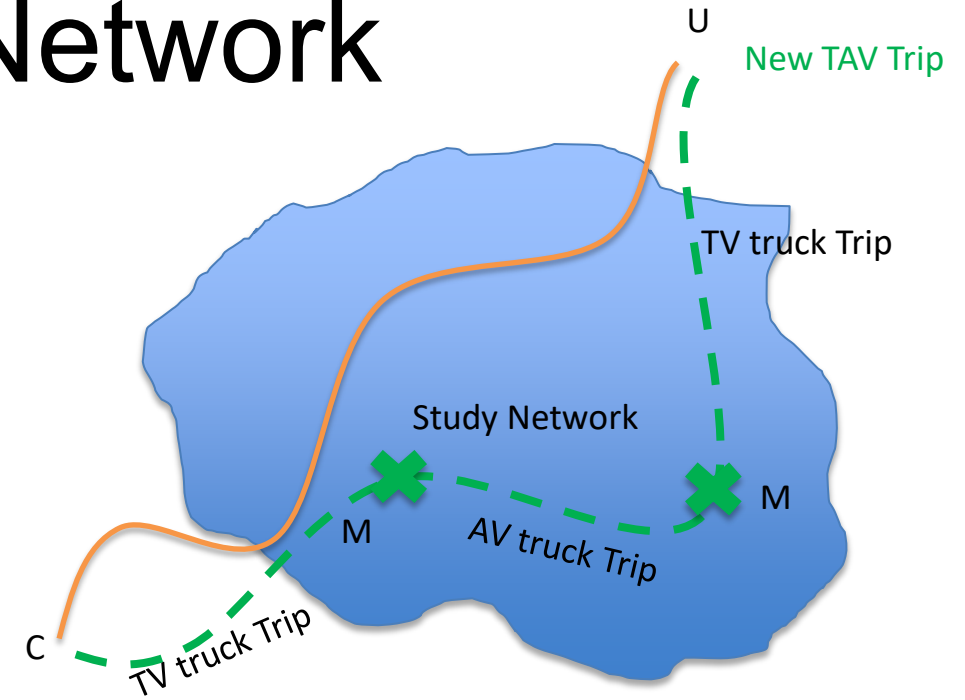 Network
U
New TAV Trip
TV truck Trip
Study Network
M
M
AV truck Trip
C
TV truck Trip